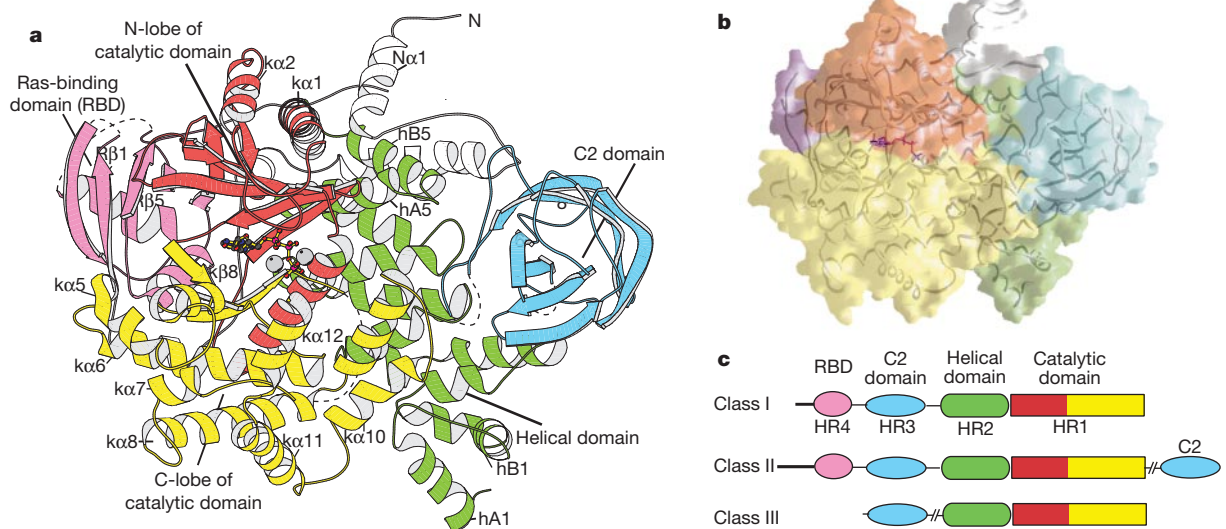 a
N-lobe of
catalytic domain
N
kα2
Nα1
Ras-binding
domain (RBD)
kα1
hB5
Rβ1
C2 domain
hA5
Rβ5
kβ8
kα5
kα12
kα6
kα7
kα8
kα11
kα10
Helical domain
hB1
C-lobe of
catalytic domain
hA1
b
c
RBD
C2
domain
Helical
domain
Catalytic
domain
Class I
HR4
HR3
HR2
HR1
Class II
C2
Class III